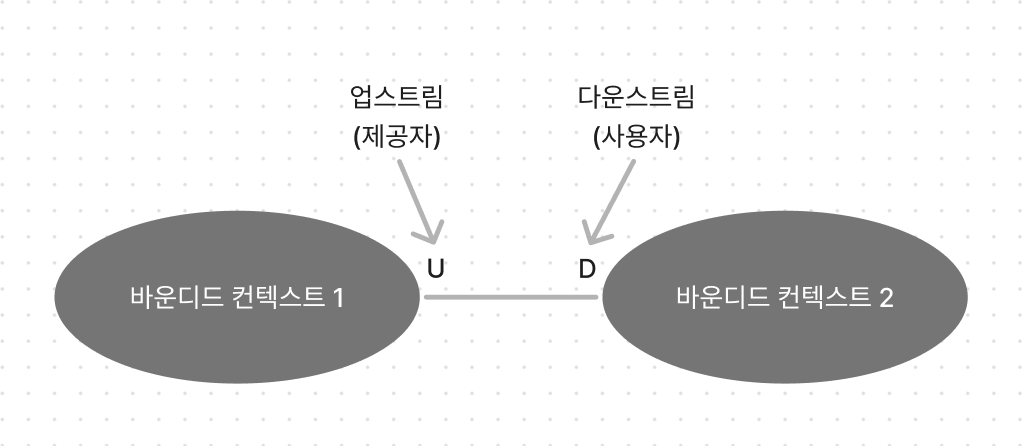 업스트림
(제공자)
다운스트림
(사용자)
U
D
바운디드 컨텍스트 1
바운디드 컨텍스트 2